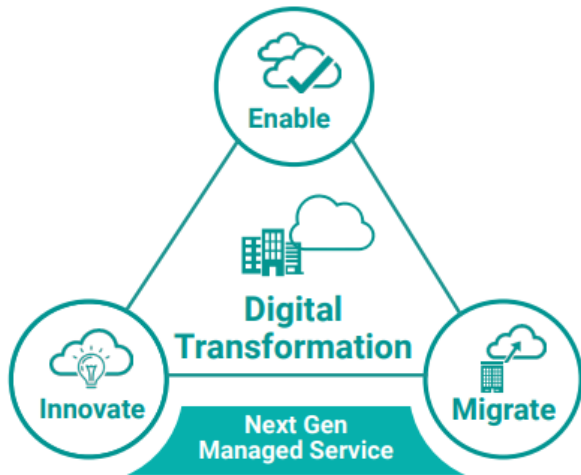 Enable
Digital
Transformation
Innovate
Migrate
Next Gen
Managed Service